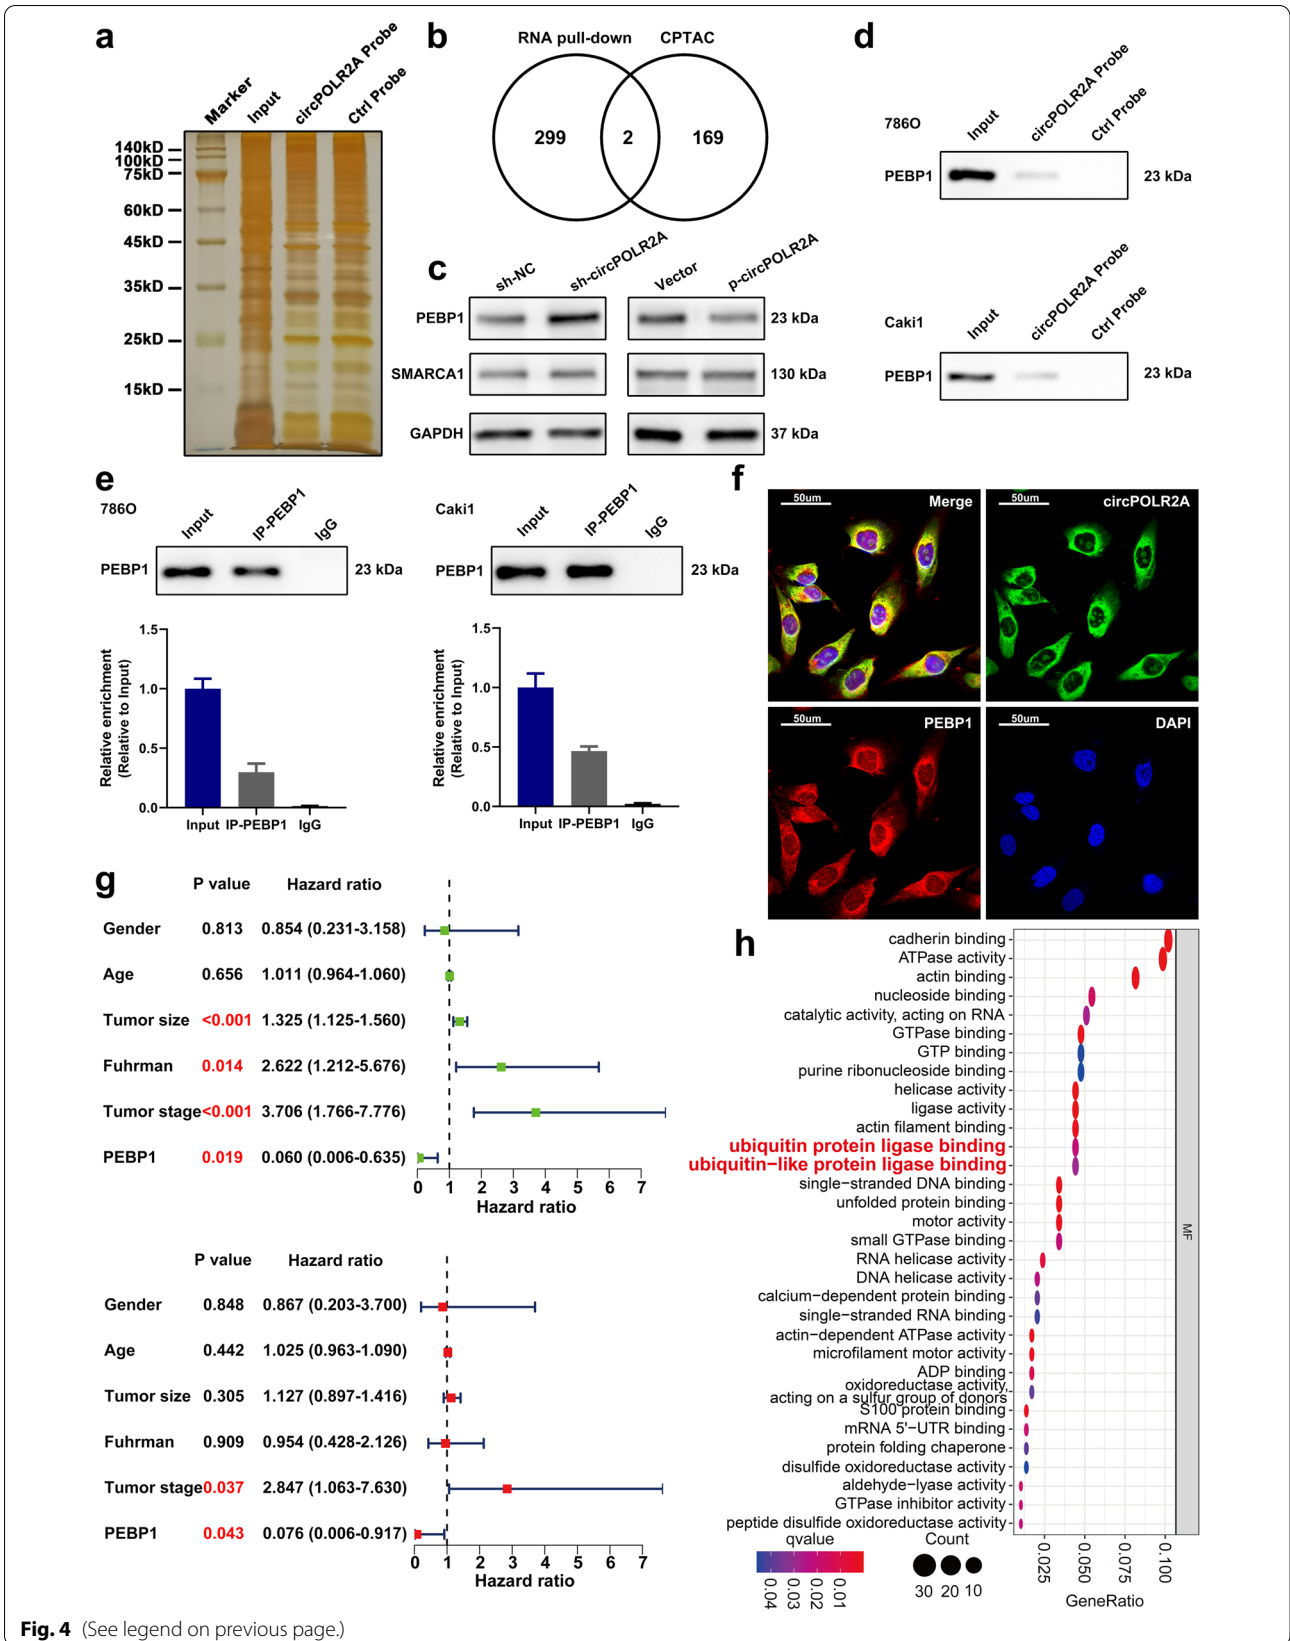 a
Marker
Input
circPOLR2A Probe
Ctrl Probe
140kD
100kD
75kD
60kD
45kD
35kD
25kD
15kD
b
RNA pull-down
CPTAC
299
2
169
c
sh-NC
sh-circPOLR2A
Vector
p-circPOLR2A
PEBP1
23 kDa
SMARCA1
130 kDa
GAPDH
37 kDa
d
786O
Input
circPOLR2A Probe
Ctrl Probe
PEBP1
23 kDa
Caki1
Input
circPOLR2A Probe
Ctrl Probe
PEBP1
23 kDa
e
786O
Input
IP-PEBP1
IgG
PEBP1
23 kDa
Relative enrichment
(Relative to Input)
1.5
1.0
0.5
0.0
Input IP-PEBP1 IgG
Caki1
Input
IP-PEBP1
IgG
PEBP1
23 kDa
Relative enrichment
(Relative to Input)
1.5
1.0
0.5
0.0
Input IP-PEBP1 IgG
f
50um
Merge
50um
circPOLR2A
50um
PEBP1
50um
DAPI
g
P value Hazard ratio
Gender 0.813 0.854 (0.231-3.158)
Age 0.656 1.011 (0.964-1.060)
Tumor size <0.001 1.325 (1.125-1.560)
Fuhrman 0.014 2.622 (1.212-5.676)
Tumor stage <0.001 3.706 (1.766-7.776)
PEBP1 0.019 0.060 (0.006-0.635)
0 1 2 3 4 5 6 7
Hazard ratio
P value Hazard ratio
Gender 0.848 0.867 (0.203-3.700)
Age 0.442 1.025 (0.963-1.090)
Tumor size 0.305 1.127 (0.897-1.416)
Fuhrman 0.909 0.954 (0.428-2.126)
Tumor stage 0.037 2.847 (1.063-7.630)
PEBP1 0.043 0.076 (0.006-0.917)
0 1 2 3 4 5 6 7
Hazard ratio
h
cadherin binding
ATPase activity
actin binding
nucleoside binding
catalytic activity, acting on RNA
GTPase binding
GTP binding
purine ribonucleoside binding
helicase activity
ligase activity
actin filament binding
ubiquitin protein ligase binding
ubiquitin−like protein ligase binding
single−stranded DNA binding
unfolded protein binding
motor activity
small GTPase binding
RNA helicase activity
DNA helicase activity
calcium−dependent protein binding
single−stranded RNA binding
actin−dependent ATPase activity
microfilament motor activity
ADP binding
oxidoreductase activity,
acting on a sulfur group of donors
S100 protein binding
mRNA 5'−UTR binding
protein folding chaperone
disulfide oxidoreductase activity
aldehyde−lyase activity
GTPase inhibitor activity
peptide disulfide oxidoreductase activity
MF
0.025
0.050
0.075
0.100
GeneRatio
qvalue
0.04
0.03
0.02
0.01
Count
30 20 10
Fig. 4 (See legend on previous page.)